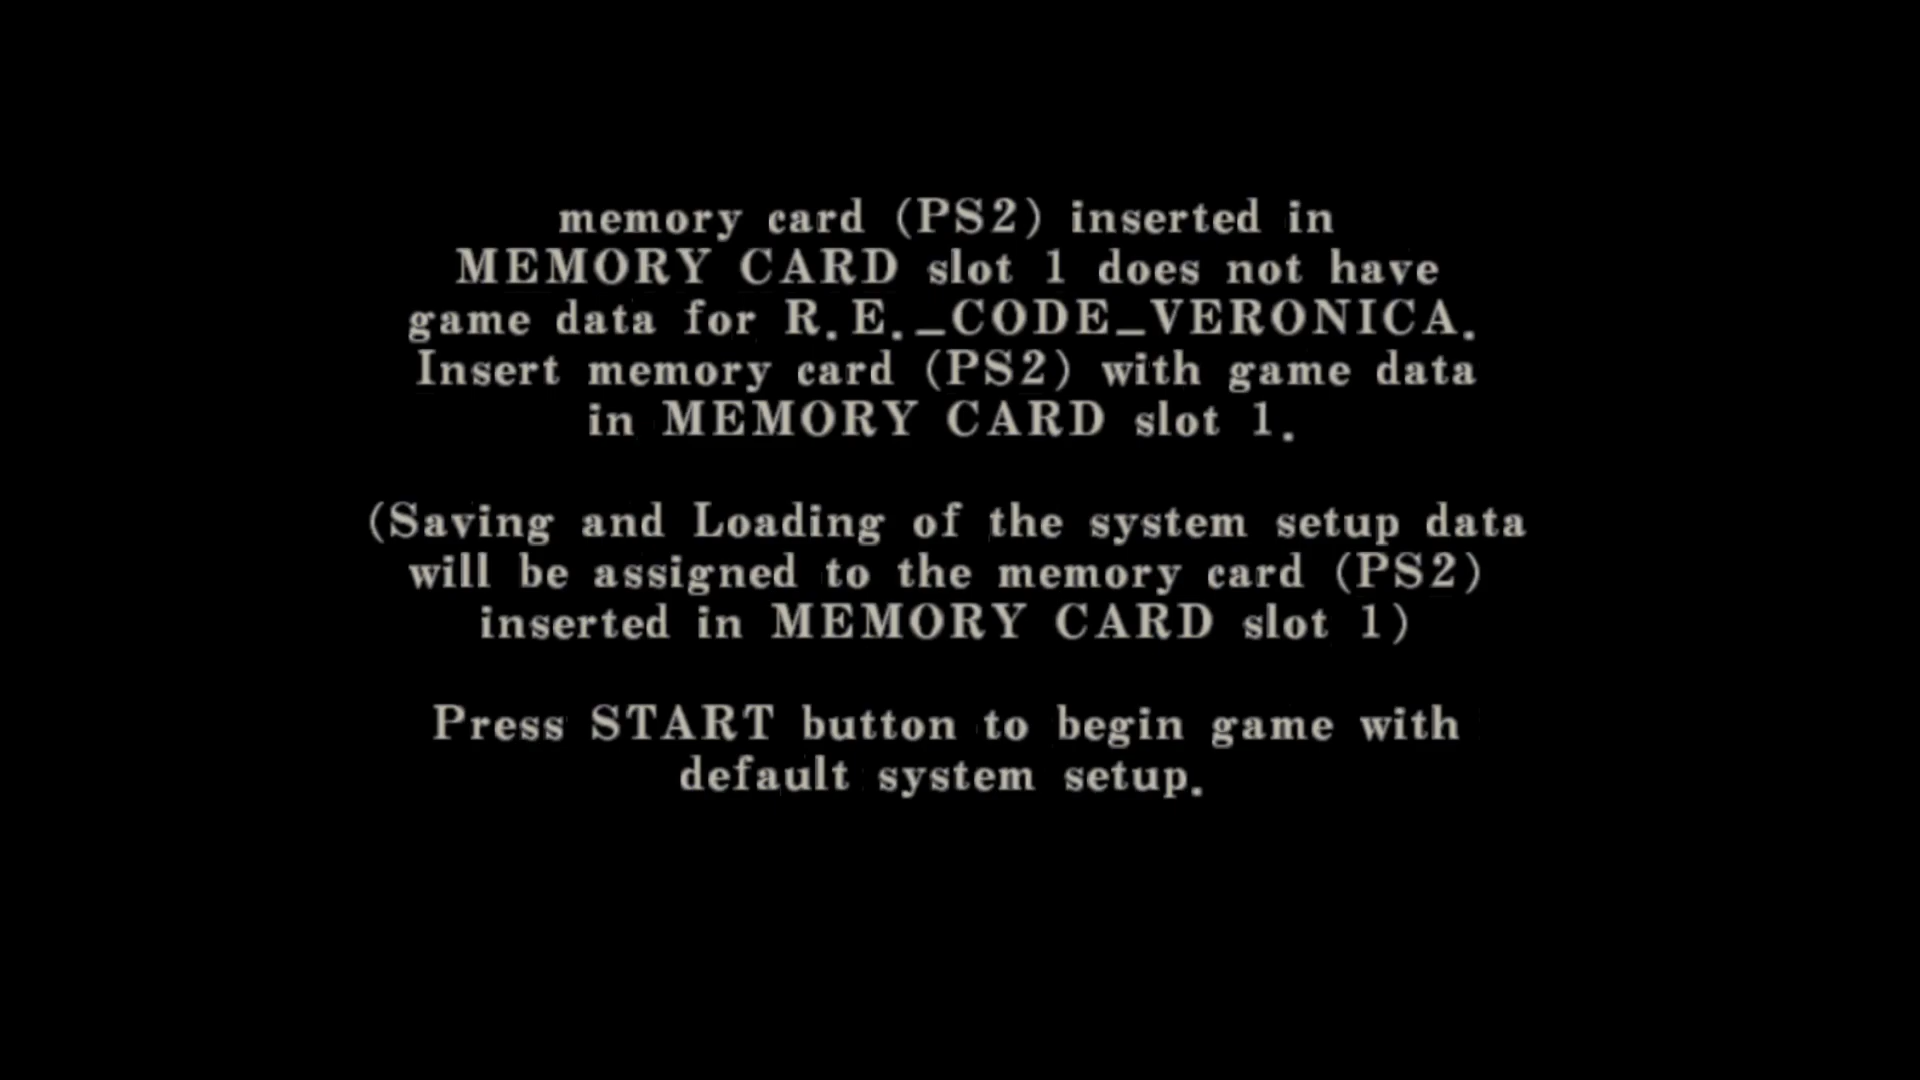 memory card (PS2) inserted in
MEMORY CARD slot 1 does not have
game data for R.E._CODE_VERONICA.
Insert memory card (PS2) with game data
in MEMORY CARD slot 1.
(Saving and Loading of the system setup data
will be assigned to the memory card (PS2)
inserted in MEMORY CARD slot 1)
Press START button to begin game with
default system setup.